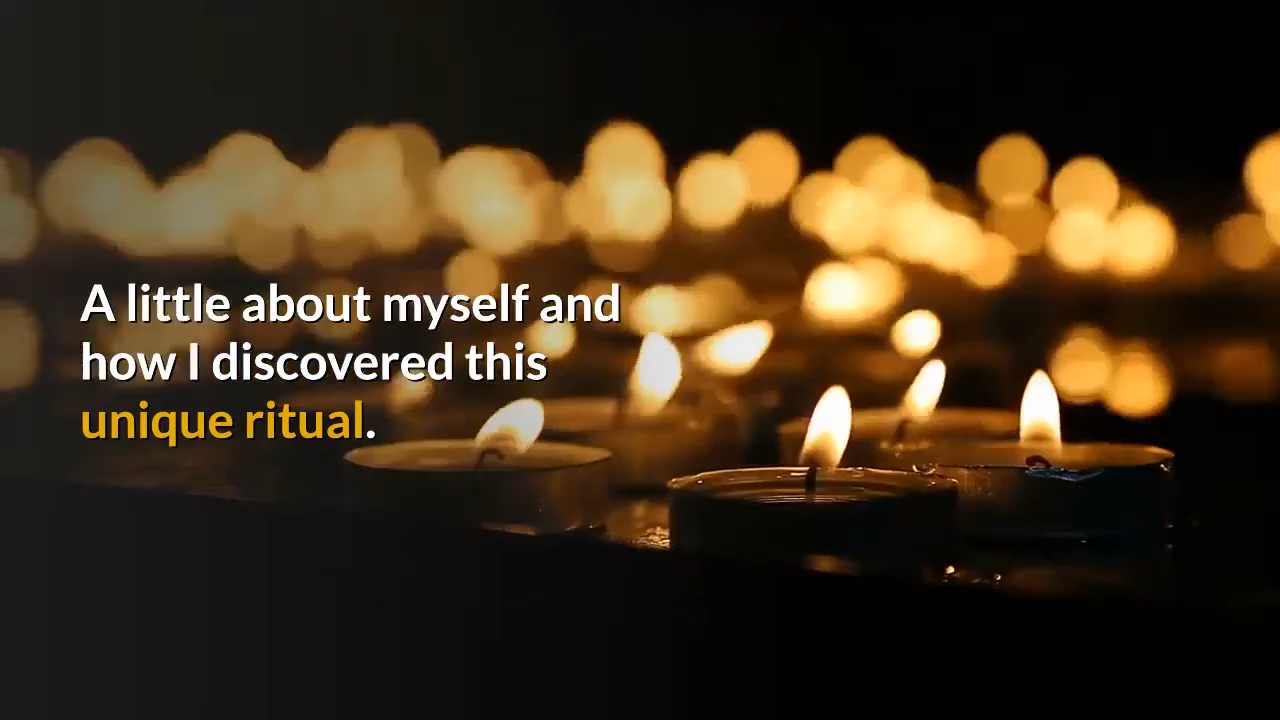 A little about myself and
how I discovered this
unique ritual.